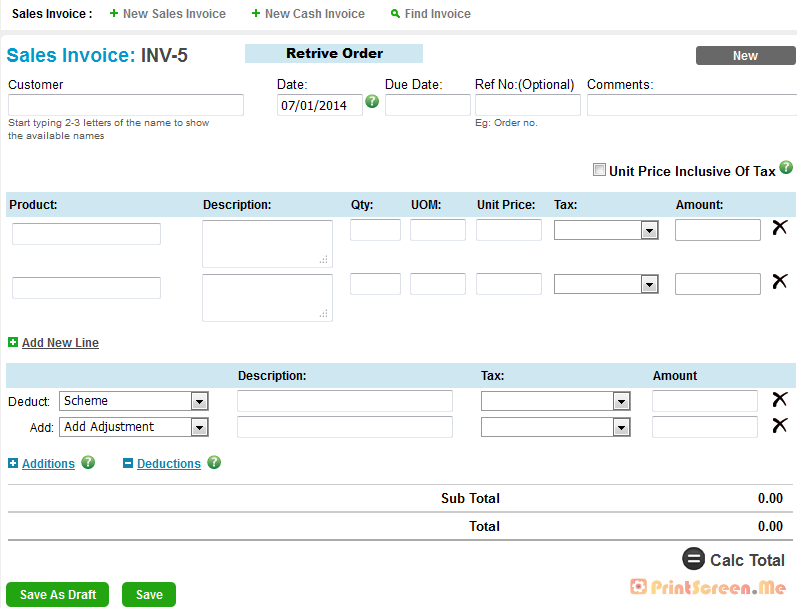 Sales Invoice : New Sales Invoice New Cash Invoice Find Invoice
Sales Invoice: INV-5 Retrive Order New
Customer Date: Due Date: Ref No:(Optional) Comments:
07/01/2014
Start typing 2-3 letters of the name to show Eg: Order no.
the available names
Unit Price Inclusive Of Tax
Product: Description: Qty: UOM: Unit Price: Tax: Amount:
Add New Line
Description: Tax: Amount
Deduct: Scheme
Add: Add Adjustment
Additions Deductions
Sub Total 0.00
Total 0.00
Calc Total
PrintScreen.Me
Save As Draft Save